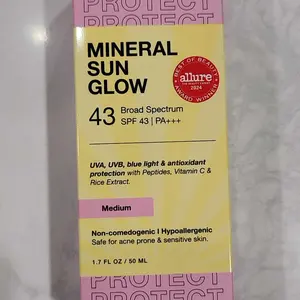 PROTECT
PROTECT
MINERAL
SUN
GLOW
BEST OF BEAUTY
allure
2024
AWARD WINNER
43 Broad Spectrum
SPF 43 | PA+++
UVA, UVB, blue light & antioxidant
protection with Peptides, Vitamin C &
Rice Extract.
Medium
Non-comedogenic I Hypoallergenic
Safe for acne prone & sensitive skin.
1.7 FL OZ / 50 ML
PROTECT
PROTECT